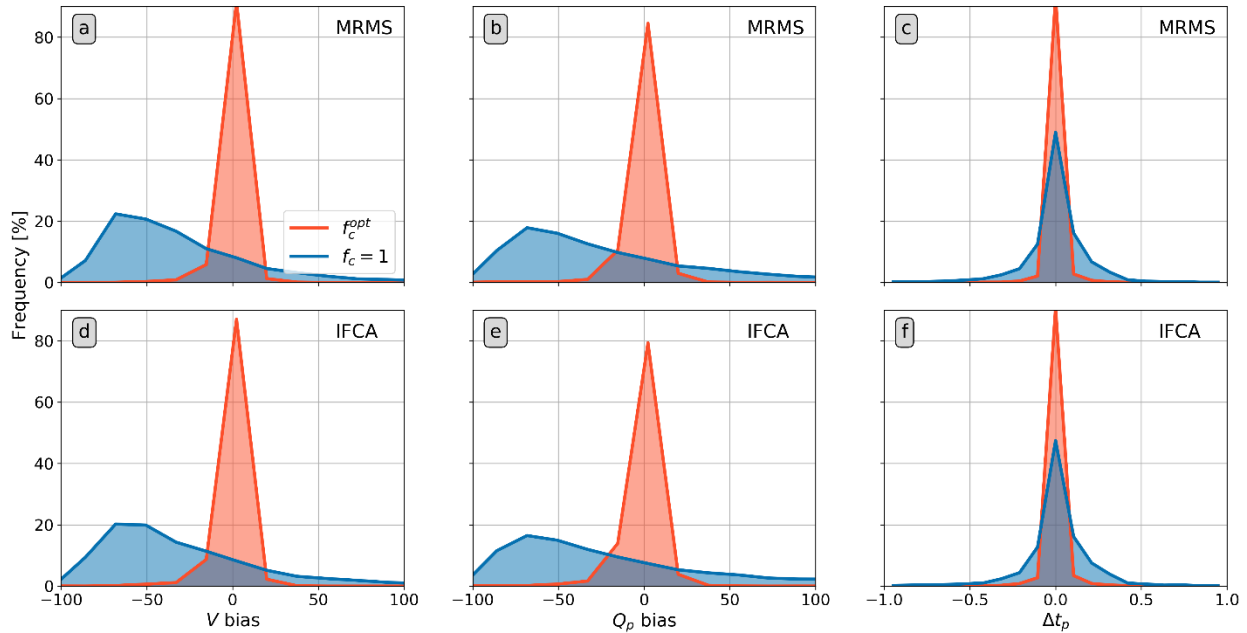 a MRMS
b MRMS
c MRMS
80
60
40
20
0
Frequency [%]
f_c^{opt}
f_c = 1
−100 −50 0 50 100
−100 −50 0 50 100
−1.0 −0.5 0.0 0.5 1.0
d IFCA
e IFCA
f IFCA
80
60
40
20
0
V bias
Q_p bias
Δt_p